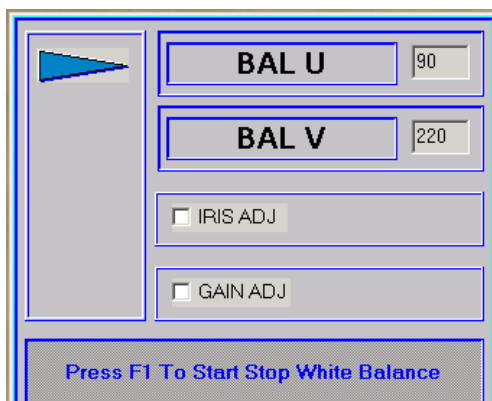 BAL U 90
BAL V 220
IRIS ADJ
GAIN ADJ
Press F1 To Start Stop White Balance